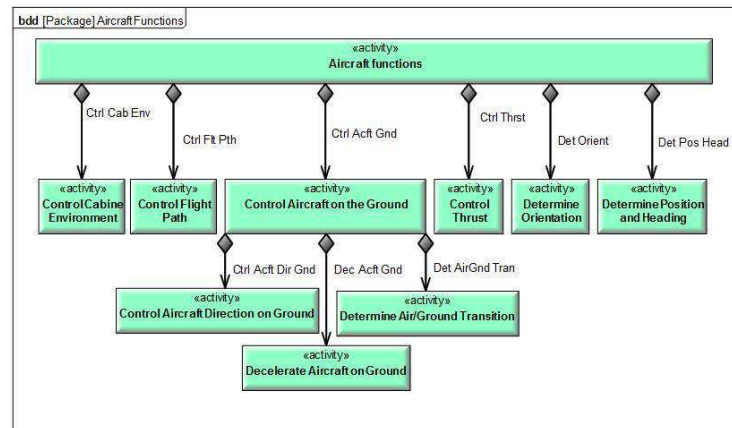 bdd [Package] Aircraft Functions
«activity»
Aircraft functions
Ctrl Cab Env
Ctrl Flt Pth
Ctrl Acft Gnd
Ctrl Thrst
Det Orient
Det Pos Head
«activity»
Control Cabine
Environment
«activity»
Control Flight
Path
«activity»
Control Aircraft on the Ground
«activity»
Control
Thrust
«activity»
Determine
Orientation
«activity»
Determine Position
and Heading
Ctrl Acft Dir Gnd
Dec Acft Gnd
Det AirGnd Tran
«activity»
Control Aircraft Direction on Ground
«activity»
Determine Air/Ground Transition
«activity»
Decelerate Aircraft on Ground